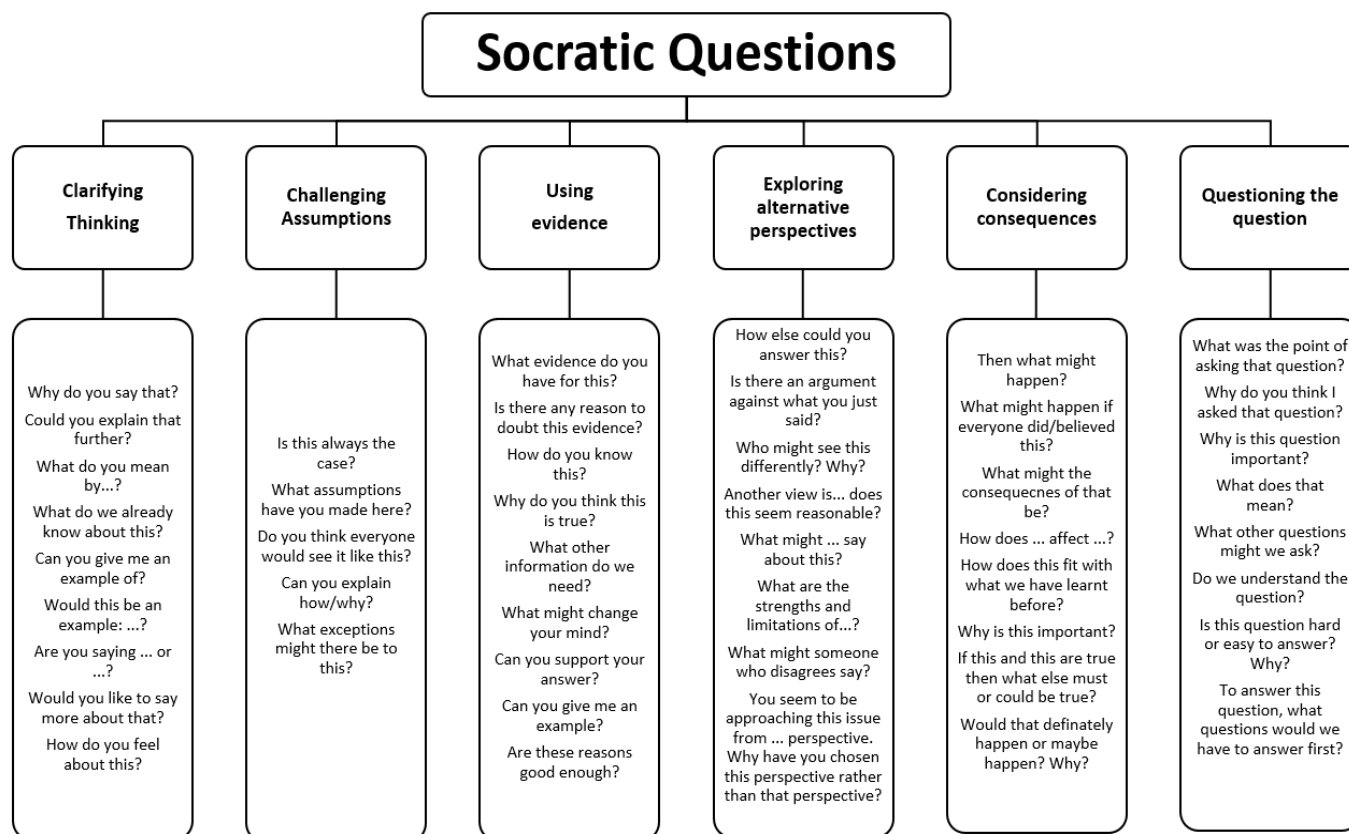 Socratic Questions
Clarifying
Thinking
Why do you say that?
Could you explain that
further?
What do you mean
by...?
What do we already
know about this?
Can you give me an
example of?
Would this be an
example: ...?
Are you saying ... or
...?
Would you like to say
more about that?
How do you feel
about this?
Challenging
Assumptions
Is this always the
case?
What assumptions
have you made here?
Do you think everyone
would see it like this?
Can you explain
how/why?
What exceptions
might there be to
this?
Using
evidence
What evidence do you
have for this?
Is there any reason to
doubt this evidence?
How do you know
this?
Why do you think this
is true?
What other
information do we
need?
What might change
your mind?
Can you support your
answer?
Can you give me an
example?
Are these reasons
good enough?
Exploring
alternative
perspectives
How else could you
answer this?
Is there an argument
against what you just
said?
Who might see this
differently? Why?
Another view is... does
this seem reasonable?
What might ... say
about this?
What are the
strengths and
limitations of...?
What might someone
who disagrees say?
You seem to be
approaching this issue
from ... perspective.
Why have you chosen
this perspective rather
than that perspective?
Considering
consequences
Then what might
happen?
What might happen if
everyone did/believed
this?
What might the
consequecnes of that
be?
How does ... affect ...?
How does this fit with
what we have learnt
before?
Why is this important?
If this and this are true
then what else must
or could be true?
Would that definately
happen or maybe
happen? Why?
Questioning the
question
What was the point of
asking that question?
Why do you think I
asked that question?
Why is this question
important?
What does that
mean?
What other questions
might we ask?
Do we understand the
question?
Is this question hard
or easy to answer?
Why?
To answer this
question, what
questions would we
have to answer first?